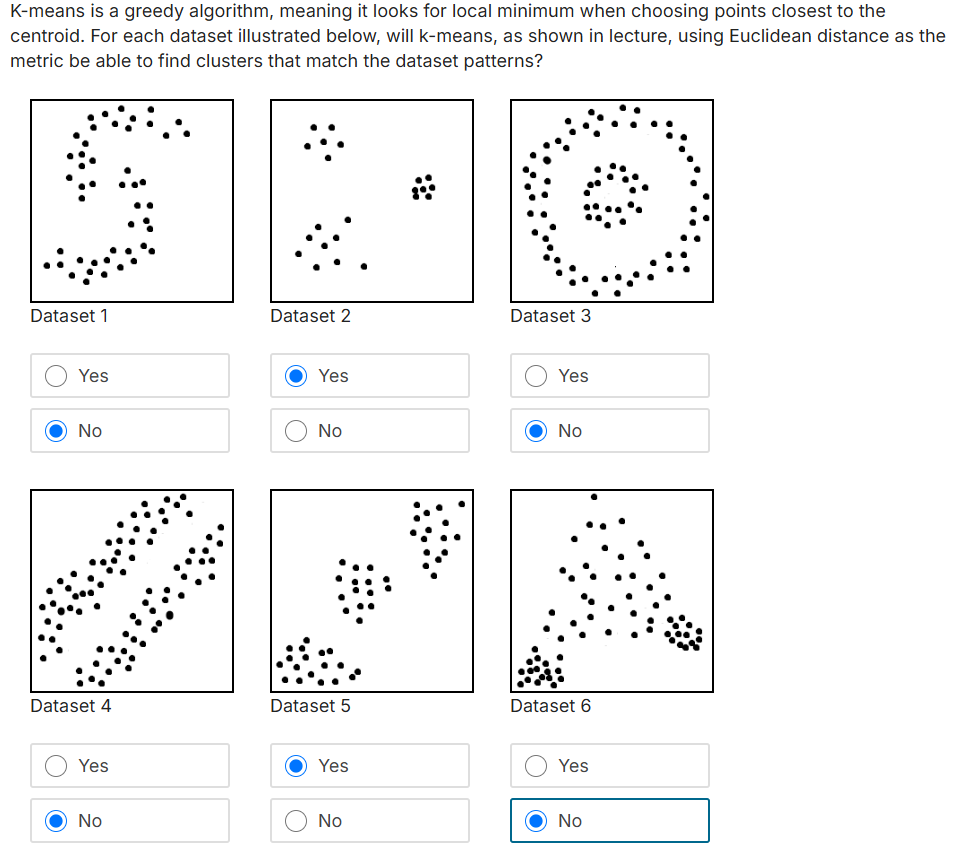 K-means is a greedy algorithm, meaning it looks for local minimum when choosing points closest to the
centroid. For each dataset illustrated below, will k-means, as shown in lecture, using Euclidean distance as the
metric be able to find clusters that match the dataset patterns?
Dataset 1
Dataset 2
Dataset 3
Yes
Yes
Yes
No
No
No
Dataset 4
Dataset 5
Dataset 6
Yes
Yes
Yes
No
No
No